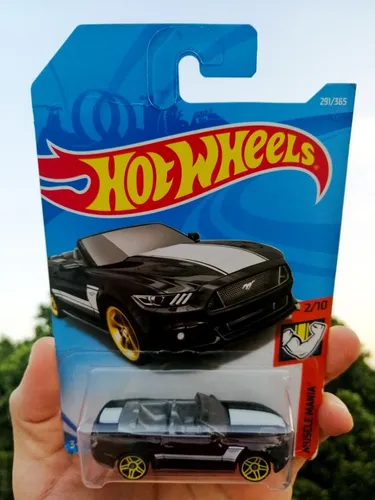 291/365
HOT WHEELS
2/10
MUSCLE MANIA